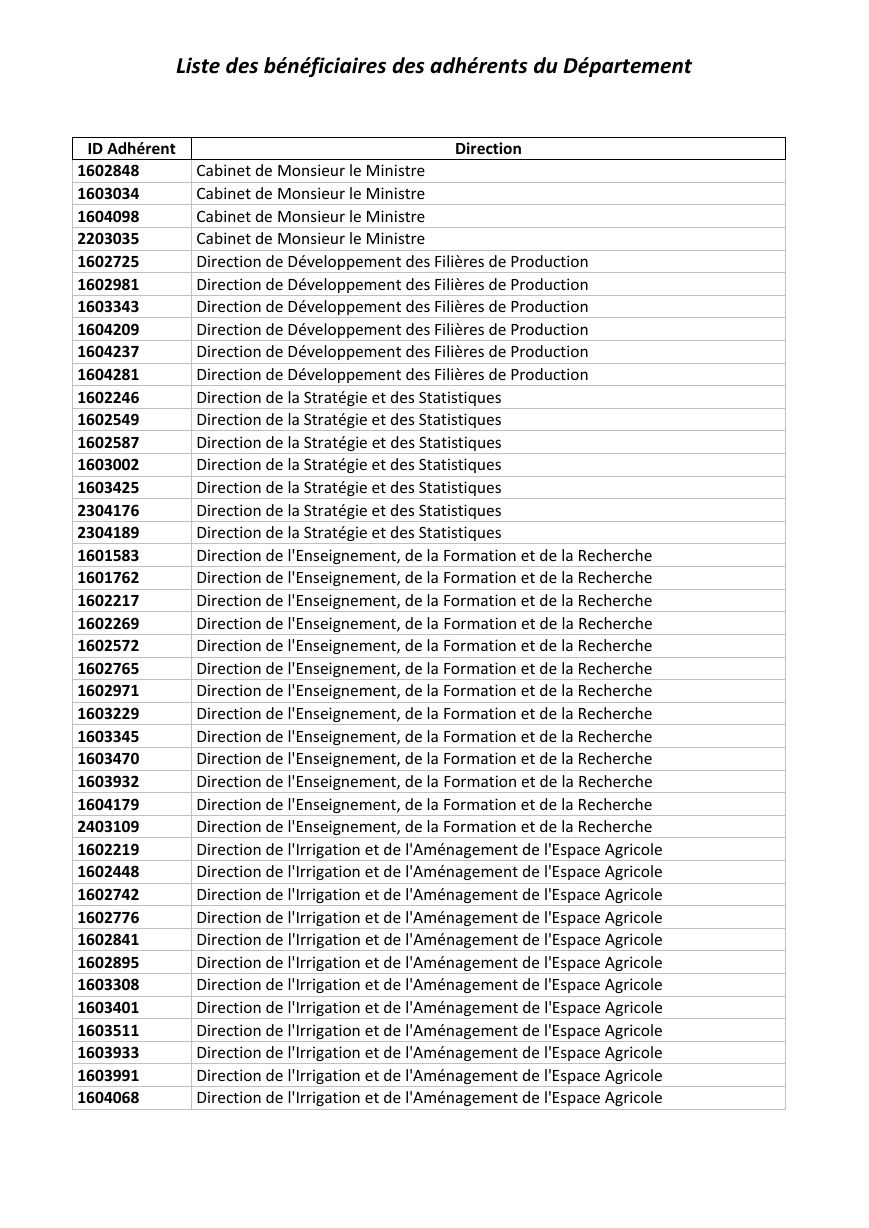 Liste des bénéficiaires des adhérents du Département
ID Adhérent Direction
1602848 Cabinet de Monsieur le Ministre
1603034 Cabinet de Monsieur le Ministre
1604098 Cabinet de Monsieur le Ministre
2203035 Cabinet de Monsieur le Ministre
1602725 Direction de Développement des Filières de Production
1602981 Direction de Développement des Filières de Production
1603343 Direction de Développement des Filières de Production
1604209 Direction de Développement des Filières de Production
1604237 Direction de Développement des Filières de Production
1604281 Direction de Développement des Filières de Production
1602246 Direction de la Stratégie et des Statistiques
1602549 Direction de la Stratégie et des Statistiques
1602587 Direction de la Stratégie et des Statistiques
1603002 Direction de la Stratégie et des Statistiques
1603425 Direction de la Stratégie et des Statistiques
2304176 Direction de la Stratégie et des Statistiques
2304189 Direction de la Stratégie et des Statistiques
1601583 Direction de l'Enseignement, de la Formation et de la Recherche
1601762 Direction de l'Enseignement, de la Formation et de la Recherche
1602217 Direction de l'Enseignement, de la Formation et de la Recherche
1602269 Direction de l'Enseignement, de la Formation et de la Recherche
1602572 Direction de l'Enseignement, de la Formation et de la Recherche
1602765 Direction de l'Enseignement, de la Formation et de la Recherche
1602971 Direction de l'Enseignement, de la Formation et de la Recherche
1603229 Direction de l'Enseignement, de la Formation et de la Recherche
1603345 Direction de l'Enseignement, de la Formation et de la Recherche
1603470 Direction de l'Enseignement, de la Formation et de la Recherche
1603932 Direction de l'Enseignement, de la Formation et de la Recherche
1604179 Direction de l'Enseignement, de la Formation et de la Recherche
2403109 Direction de l'Enseignement, de la Formation et de la Recherche
1602219 Direction de l'Irrigation et de l'Aménagement de l'Espace Agricole
1602448 Direction de l'Irrigation et de l'Aménagement de l'Espace Agricole
1602742 Direction de l'Irrigation et de l'Aménagement de l'Espace Agricole
1602776 Direction de l'Irrigation et de l'Aménagement de l'Espace Agricole
1602841 Direction de l'Irrigation et de l'Aménagement de l'Espace Agricole
1602895 Direction de l'Irrigation et de l'Aménagement de l'Espace Agricole
1603308 Direction de l'Irrigation et de l'Aménagement de l'Espace Agricole
1603401 Direction de l'Irrigation et de l'Aménagement de l'Espace Agricole
1603511 Direction de l'Irrigation et de l'Aménagement de l'Espace Agricole
1603933 Direction de l'Irrigation et de l'Aménagement de l'Espace Agricole
1603991 Direction de l'Irrigation et de l'Aménagement de l'Espace Agricole
1604068 Direction de l'Irrigation et de l'Aménagement de l'Espace Agricole